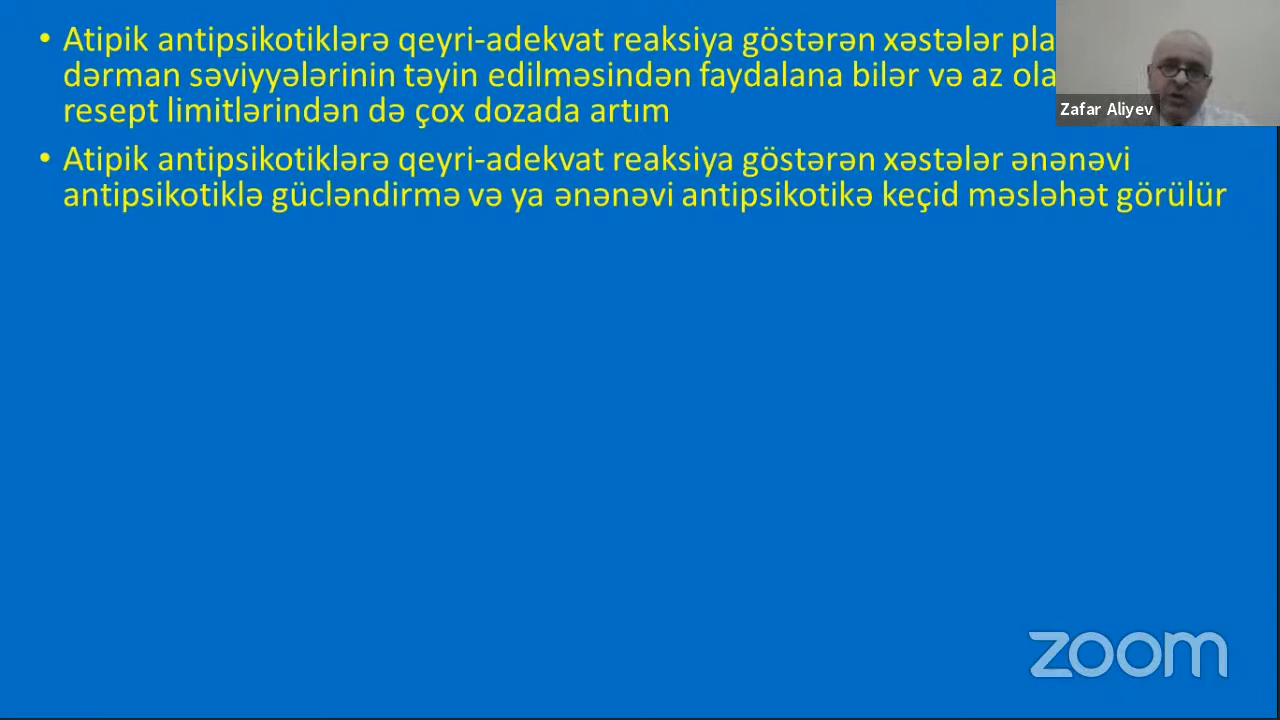 • Atipik antipsikotiklərə qeyri-adekvat reaksiya göstərən xəstələr
dərman səviyyələrinin təyin edilməsindən faydalana bilər və az
resept limitlərindən də çox dozada artım
• Atipik antipsikotiklərə qeyri-adekvat reaksiya göstərən xəstələr ənənəvi
antipsikotiklə gücləndirmə və ya ənənəvi antipsikotikə keçid məsləhət görülür
Zafar Aliyev
zoom